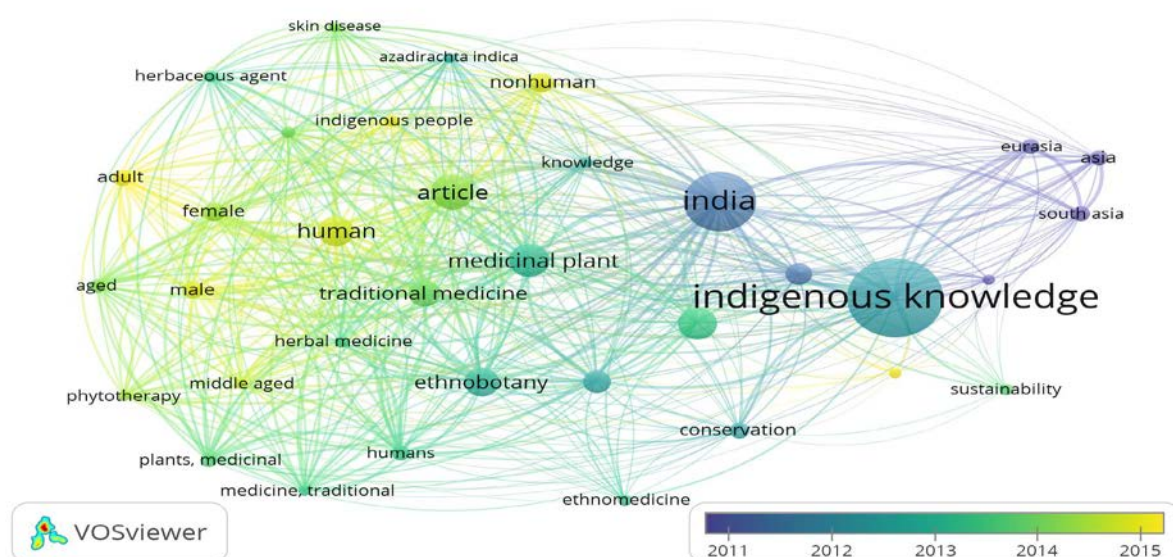 skin disease
azadirachta indica
herbaceous agent
nonhuman
indigenous people
eurasia
asia
knowledge
adult
article
india
female
south asia
human
medicinal plant
aged
male
traditional medicine
indigenous knowledge
herbal medicine
middle aged
ethnobotany
sustainability
phytotherapy
conservation
plants, medicinal
humans
medicine, traditional
ethnomedicine
VOSviewer
2011 2012 2013 2014 2015